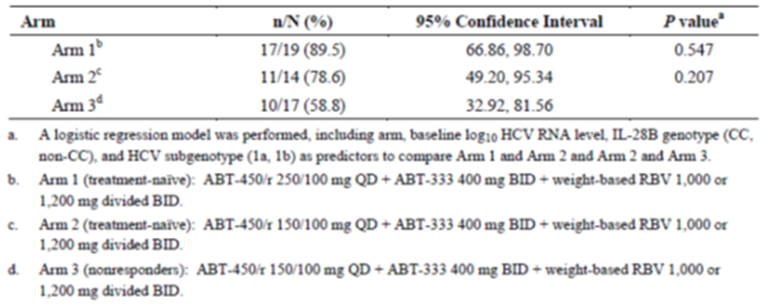 Arm n/N (%) 95% Confidence Interval P valueᵃ
Arm 1ᵇ 17/19 (89.5) 66.86, 98.70 0.547
Arm 2ᶜ 11/14 (78.6) 49.20, 95.34 0.207
Arm 3ᵈ 10/17 (58.8) 32.92, 81.56
a. A logistic regression model was performed, including arm, baseline log₁₀ HCV RNA level, IL-28B genotype (CC,
non-CC), and HCV subgenotype (1a, 1b) as predictors to compare Arm 1 and Arm 2 and Arm 2 and Arm 3.
b. Arm 1 (treatment-naïve): ABT-450/r 250/100 mg QD + ABT-333 400 mg BID + weight-based RBV 1,000 or
1,200 mg divided BID.
c. Arm 2 (treatment-naïve): ABT-450/r 150/100 mg QD + ABT-333 400 mg BID + weight-based RBV 1,000 or
1,200 mg divided BID.
d. Arm 3 (nonresponders): ABT-450/r 150/100 mg QD + ABT-333 400 mg BID + weight-based RBV 1,000 or
1,200 mg divided BID.